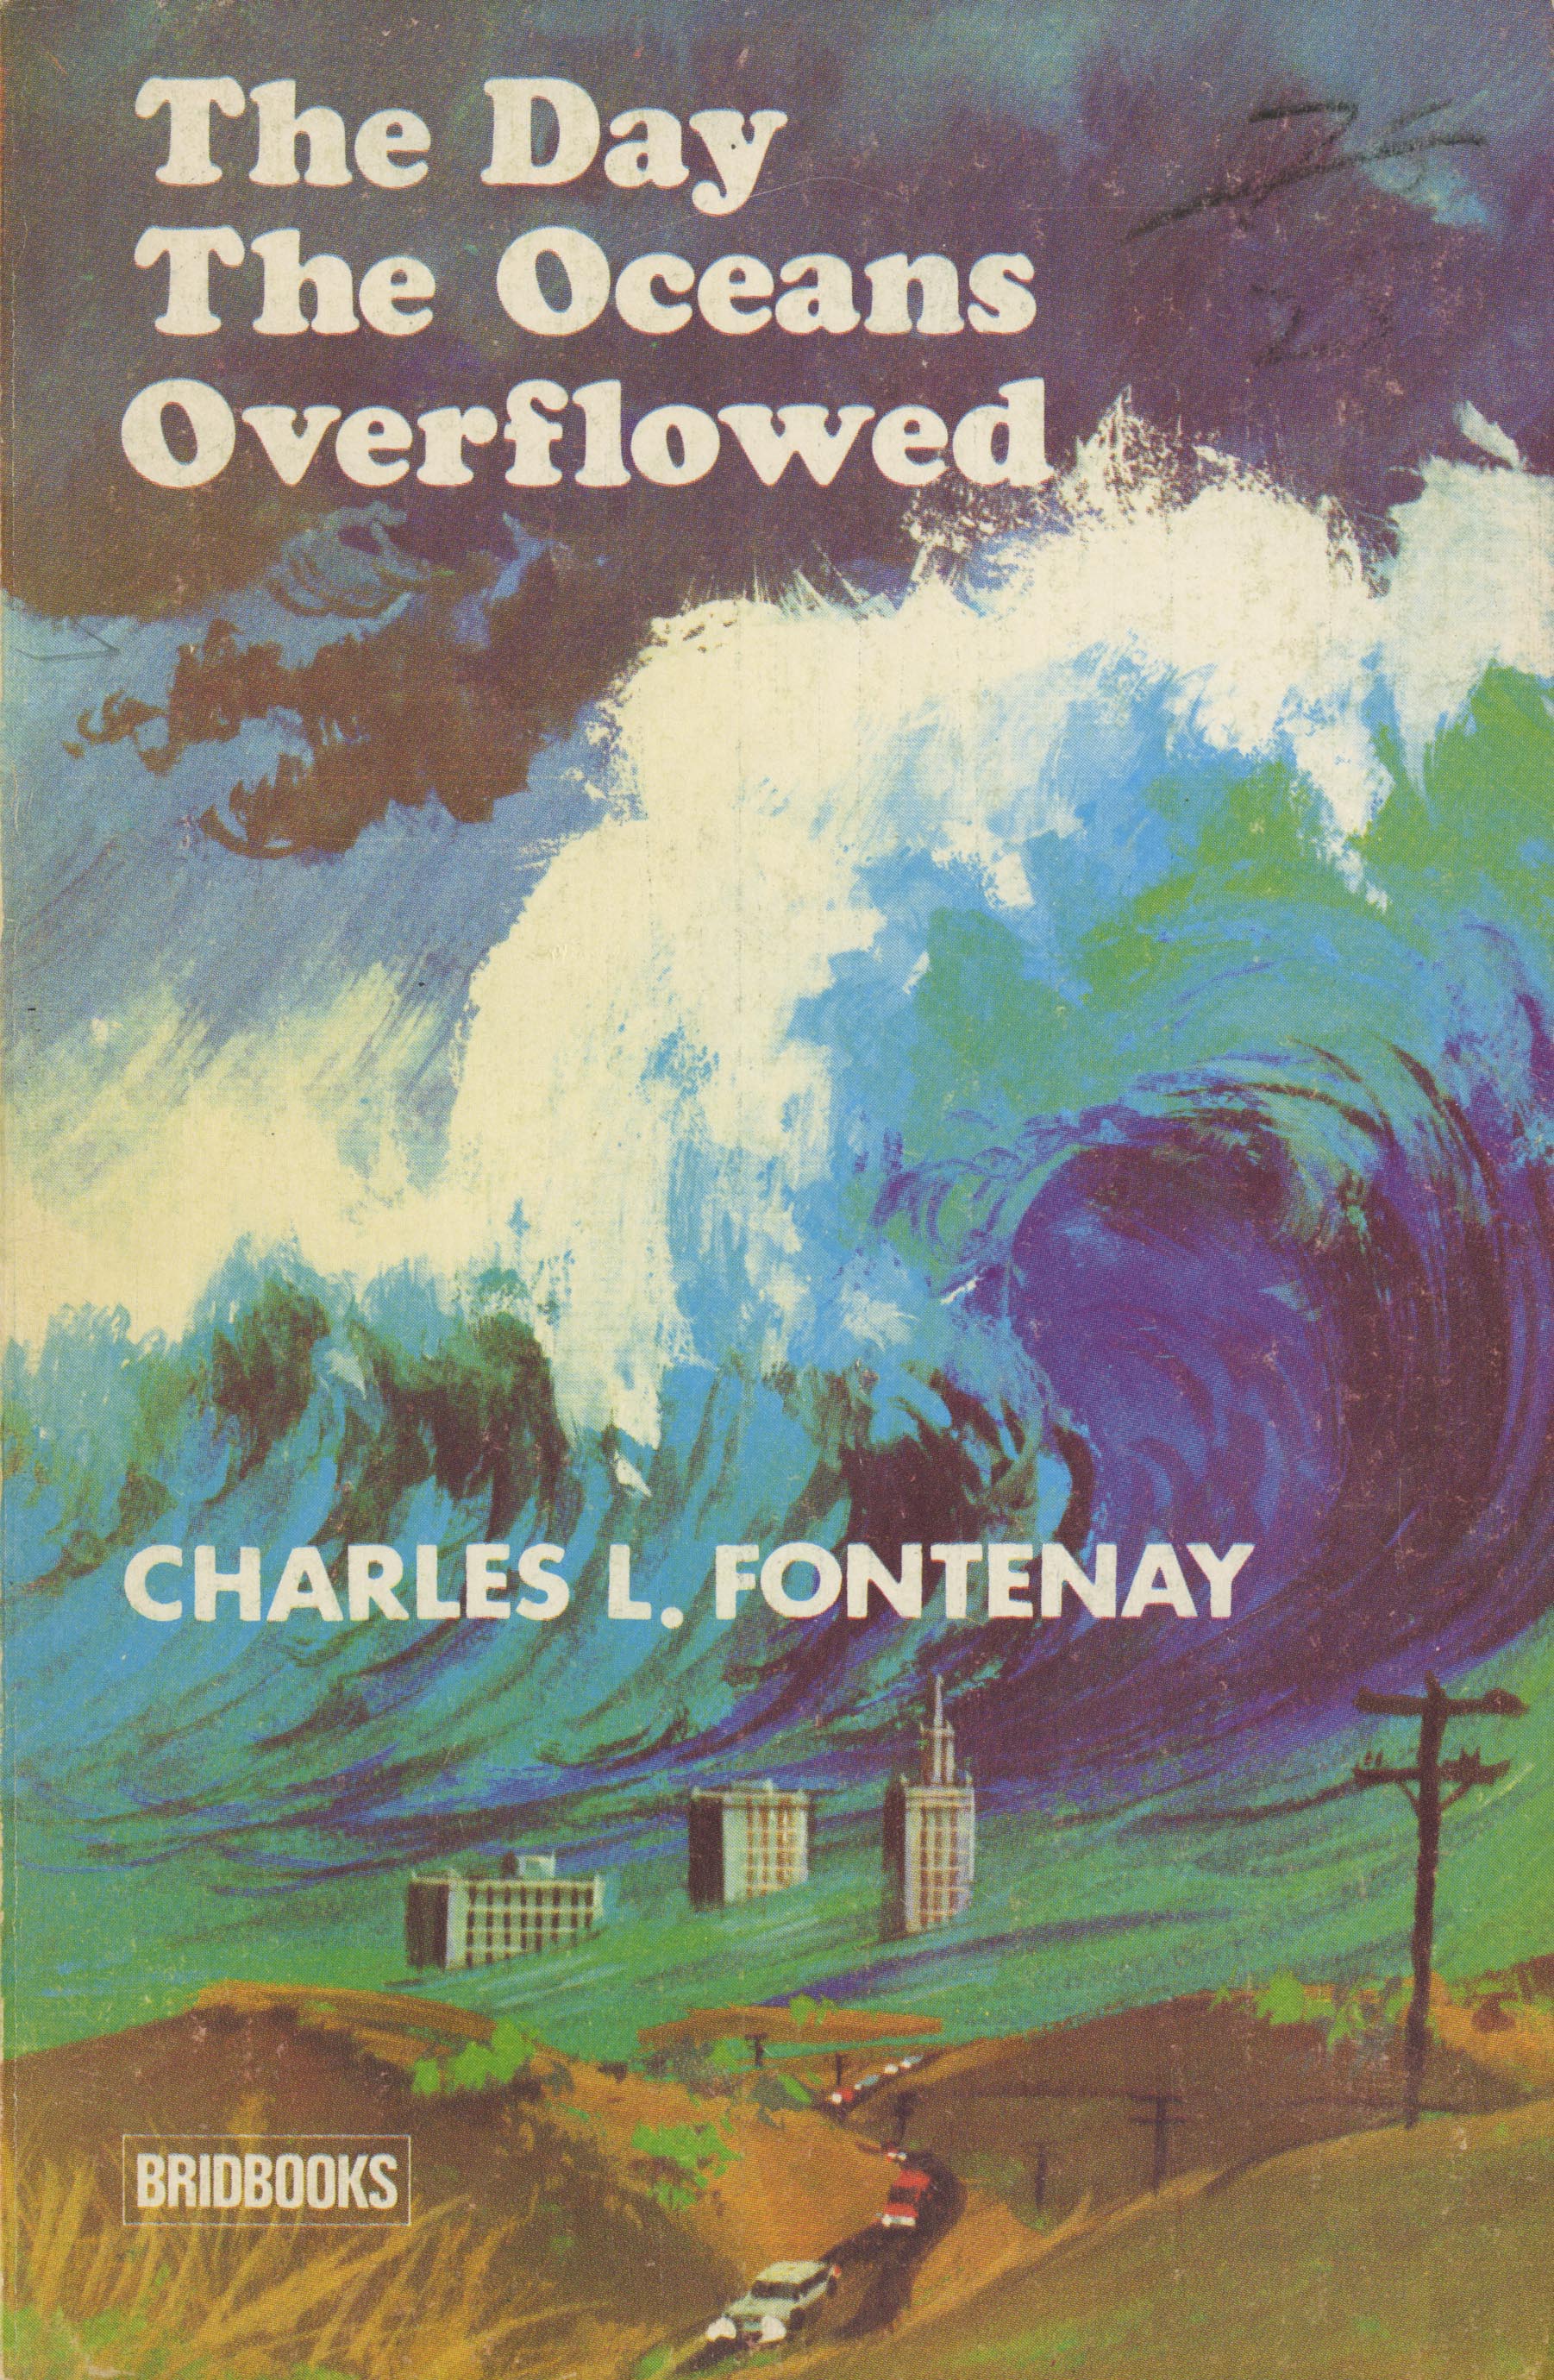 The Day
The Oceans
Overflowed
CHARLES L. FONTENAY
BRIDBOOKS